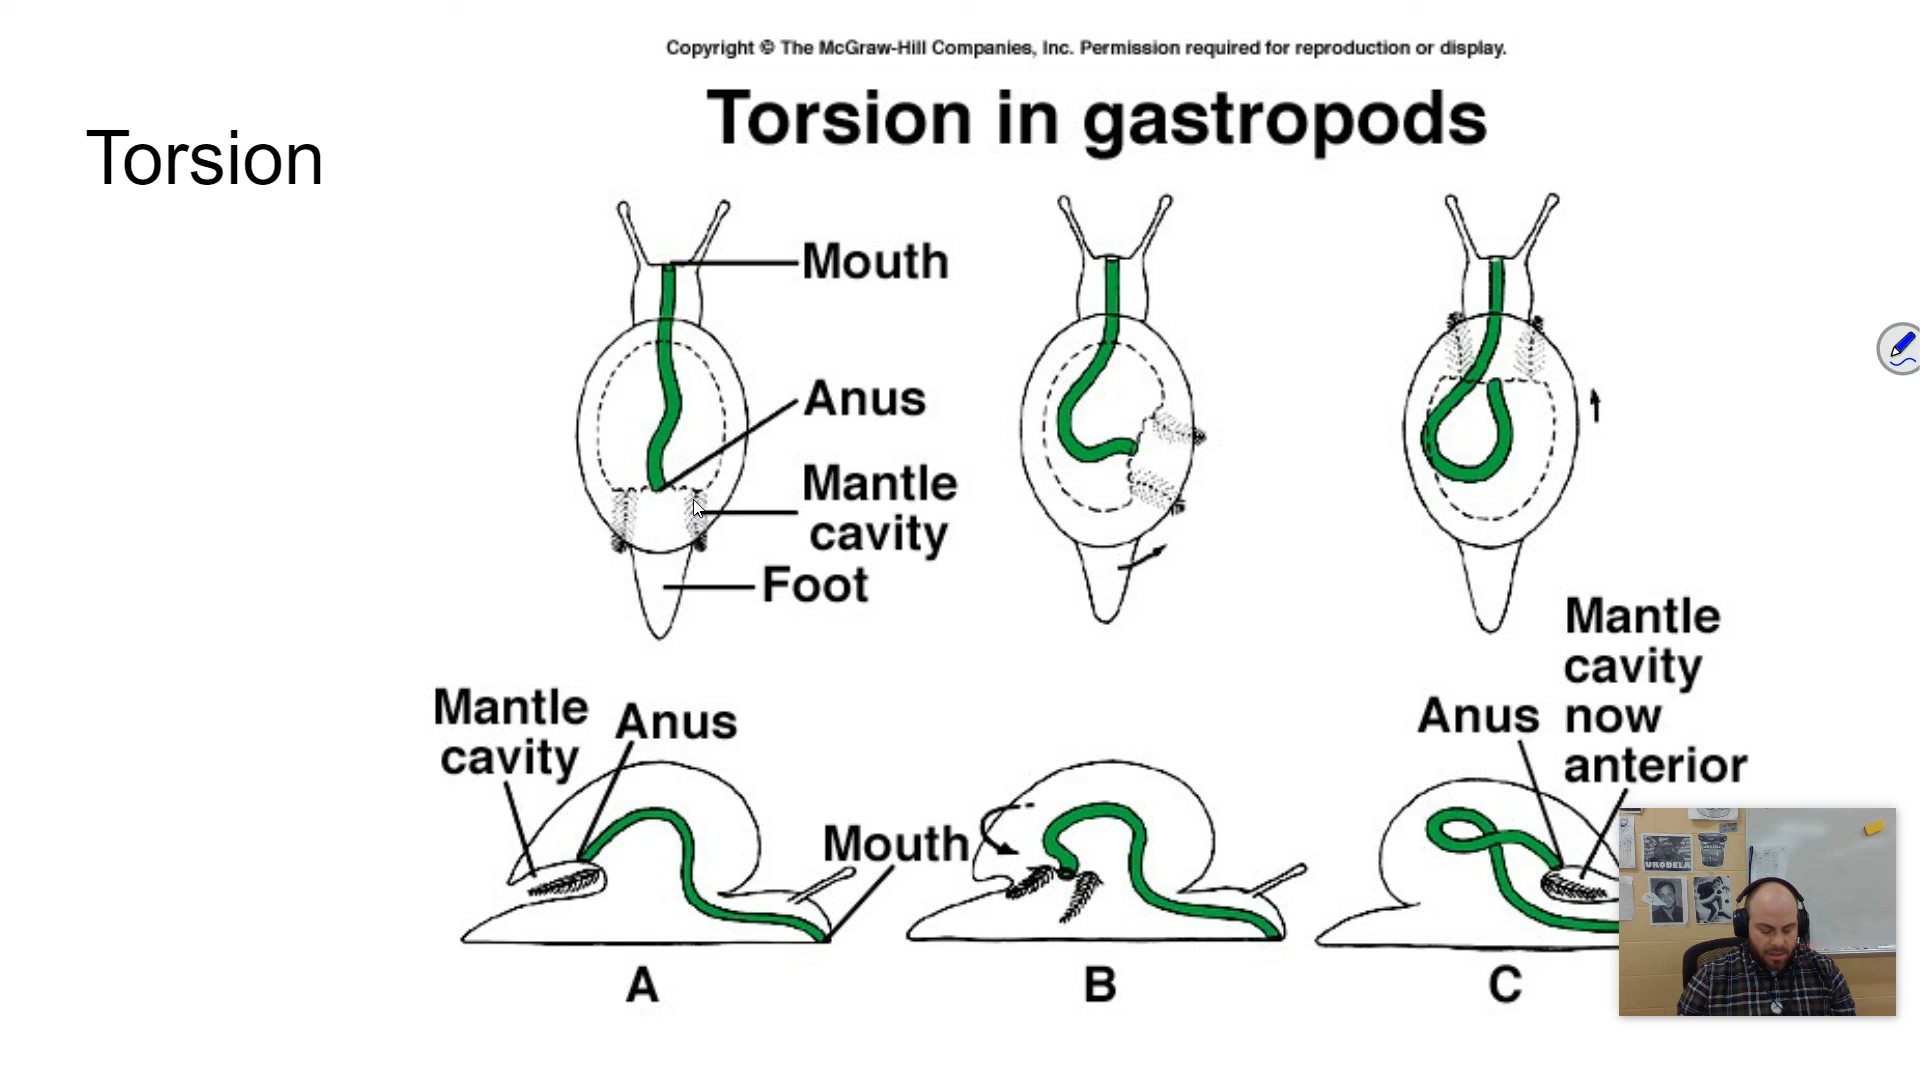 Copyright © The McGraw-Hill Companies, Inc. Permission required for reproduction or display.
Torsion in gastropods
Torsion
Mouth
Anus
Mantle
cavity
Foot
Mantle
cavity
Anus
Mouth
Anus
Mantle
cavity
now
anterior
A
B
C
URODELA